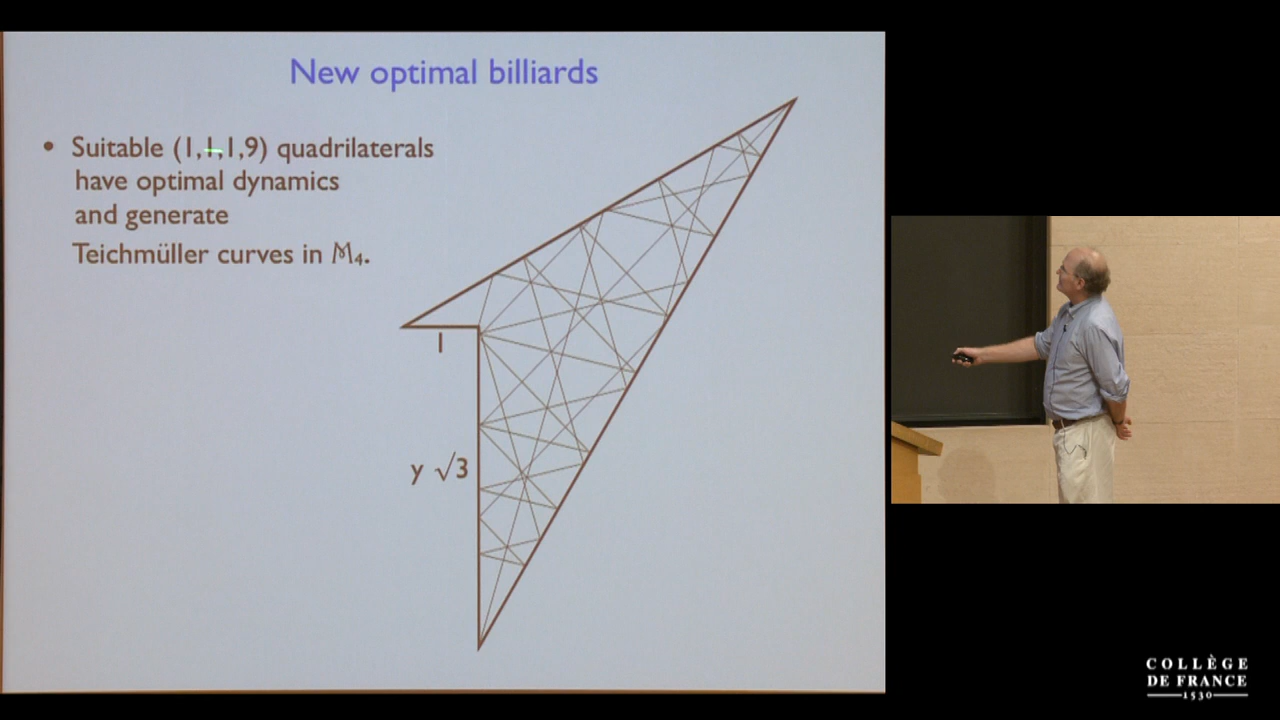 New optimal billiards
• Suitable (1,1,1,9) quadrilaterals
have optimal dynamics
and generate
Teichmüller curves in M₄.
1
y √3
COLLÈGE
DE FRANCE
1530